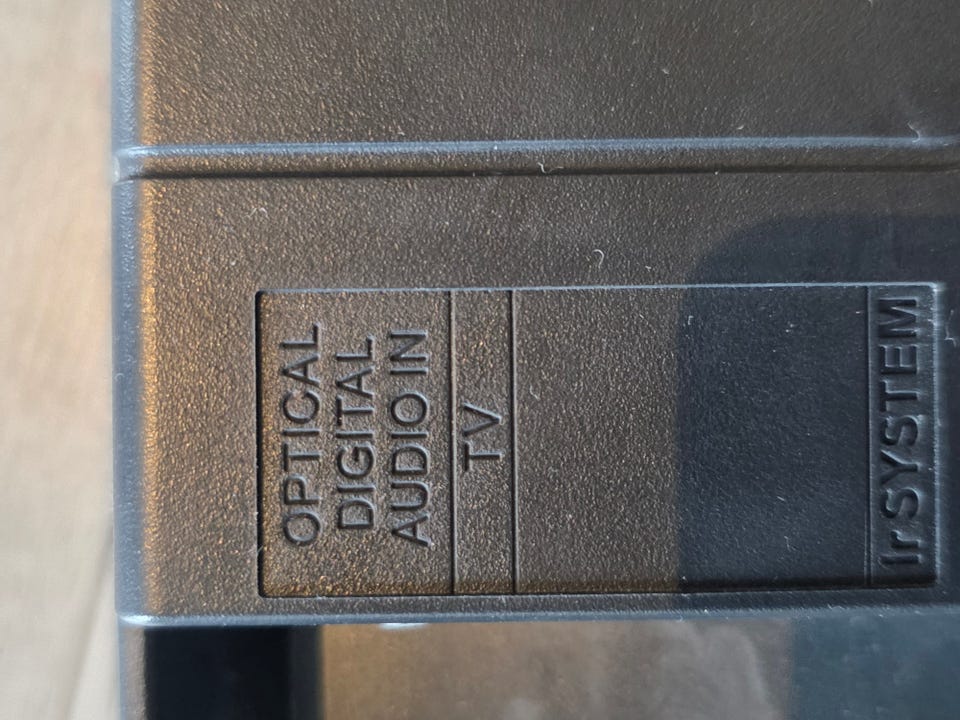 OPTICAL
DIGITAL
AUDIO IN
TV
Ir SYSTEM